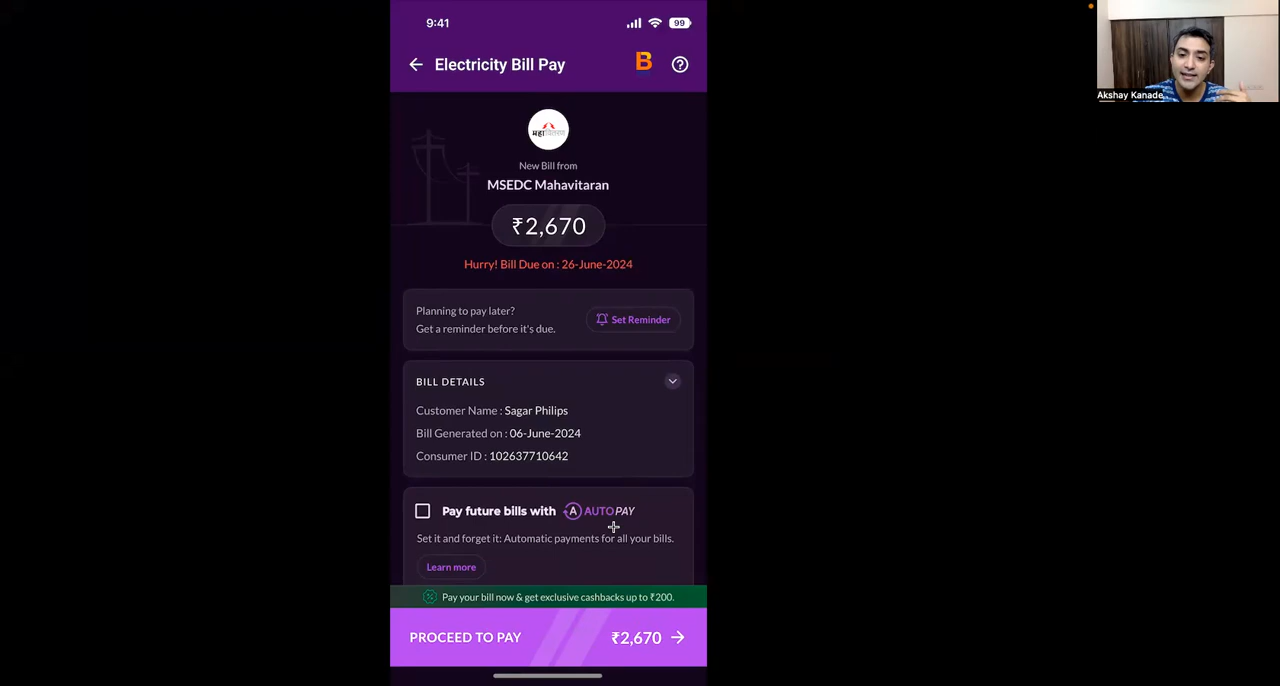 9:41
99
Electricity Bill Pay
B
Akshay Kanade
महावितरण
New Bill from
MSEDC Mahavitaran
₹2,670
Hurry! Bill Due on : 26-June-2024
Planning to pay later?
Get a reminder before it's due.
Set Reminder
BILL DETAILS
Customer Name : Sagar Philips
Bill Generated on : 06-June-2024
Consumer ID : 102637710642
Pay future bills with A AUTOPAY
Set it and forget it: Automatic payments for all your bills.
Learn more
Pay your bill now & get exclusive cashbacks up to ₹200.
PROCEED TO PAY ₹2,670